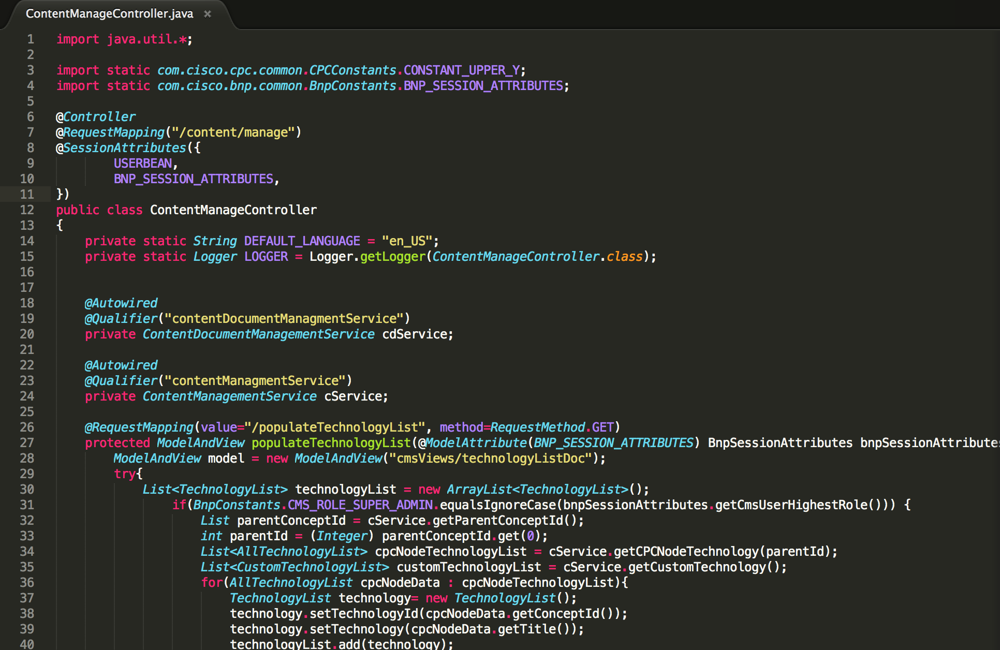 ContentManageController.java ×
1 import java.util.*;
2
3 import static com.cisco.cpc.common.CPCConstants.CONSTANT_UPPER_Y;
4 import static com.cisco.bnp.common.BnpConstants.BNP_SESSION_ATTRIBUTES;
5
6 @Controller
7 @RequestMapping("/content/manage")
8 @SessionAttributes({
9         USERBEAN,
10         BNP_SESSION_ATTRIBUTES,
11 })
12 public class ContentManageController
13 {
14     private static String DEFAULT_LANGUAGE = "en_US";
15     private static Logger LOGGER = Logger.getLogger(ContentManageController.class);
16
17
18     @Autowired
19     @Qualifier("contentDocumentManagmentService")
20     private ContentDocumentManagementService cdService;
21
22     @Autowired
23     @Qualifier("contentManagmentService")
24     private ContentManagementService cService;
25
26     @RequestMapping(value="/populateTechnologyList", method=RequestMethod.GET)
27     protected ModelAndView populateTechnologyList(@ModelAttribute(BNP_SESSION_ATTRIBUTES) BnpSessionAttributes bnpSessionAttributes
28         ModelAndView model = new ModelAndView("cmsViews/technologyListDoc");
29         try{
30             List<TechnologyList> technologyList = new ArrayList<TechnologyList>();
31                 if(BnpConstants.CMS_ROLE_SUPER_ADMIN.equalsIgnoreCase(bnpSessionAttributes.getCmsUserHighestRole())) {
32                     List parentConceptId = cService.getParentConceptId();
33                     int parentId = (Integer) parentConceptId.get(0);
34                     List<AllTechnologyList> cpcNodeTechnologyList = cService.getCPCNodeTechnology(parentId);
35                     List<CustomTechnologyList> customTechnologyList = cService.getCustomTechnology();
36                     for(AllTechnologyList cpcNodeData : cpcNodeTechnologyList){
37                         TechnologyList technology= new TechnologyList();
38                         technology.setTechnologyId(cpcNodeData.getConceptId());
39                         technology.setTechnology(cpcNodeData.getTitle());
40                         technologyList.add(technology);